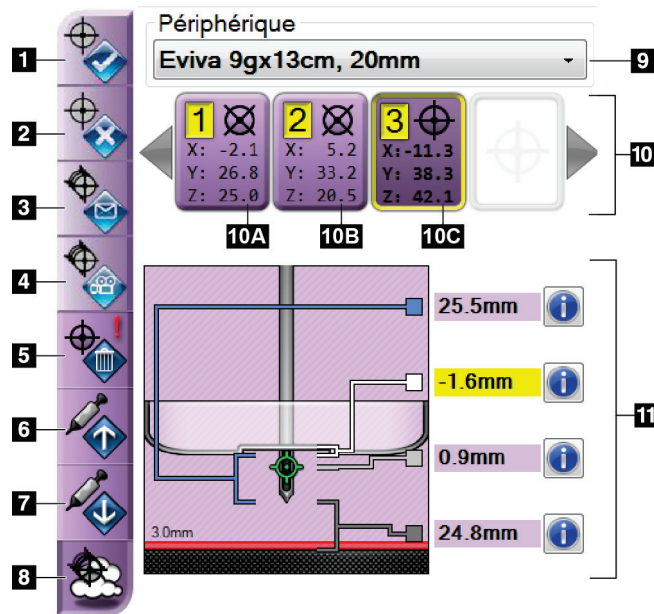 Périphérique
1
Eviva 9gx13cm, 20mm
9
2
1
X: -2.1
Y: 26.8
Z: 25.0
2
X: 5.2
Y: 33.2
Z: 20.5
3
X:-11.3
Y: 38.3
Z: 42.1
10
3
10A
10B
10C
4
25.5mm
5
!
-1.6mm
11
6
0.9mm
7
3.0mm
24.8mm
8